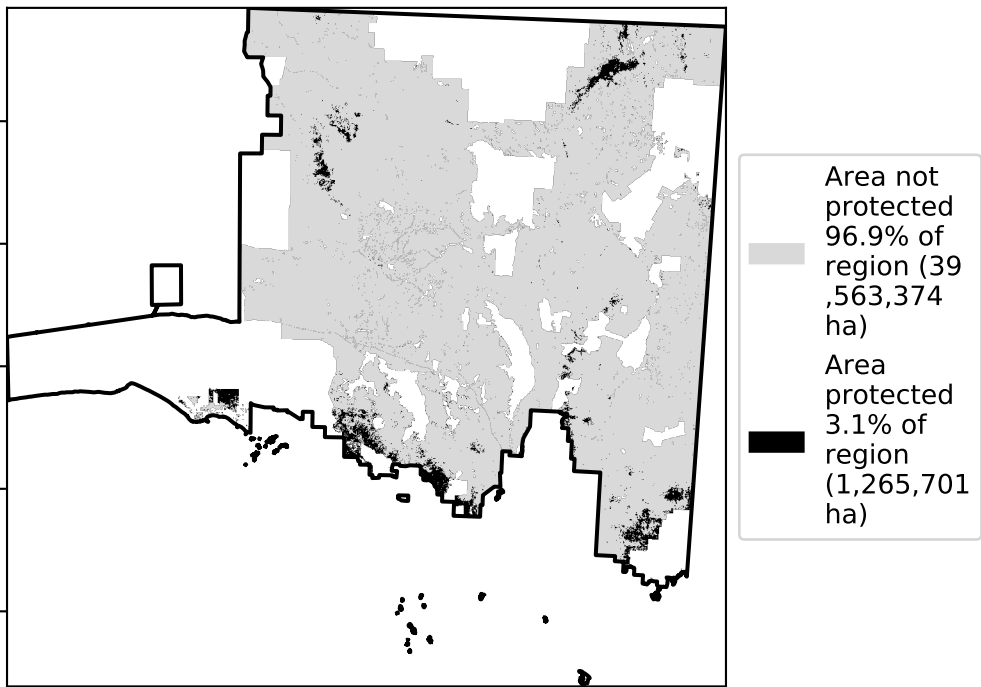 Area not
protected
96.9% of
region (39
,563,374
ha)
Area
protected
3.1% of
region
(1,265,701
ha)